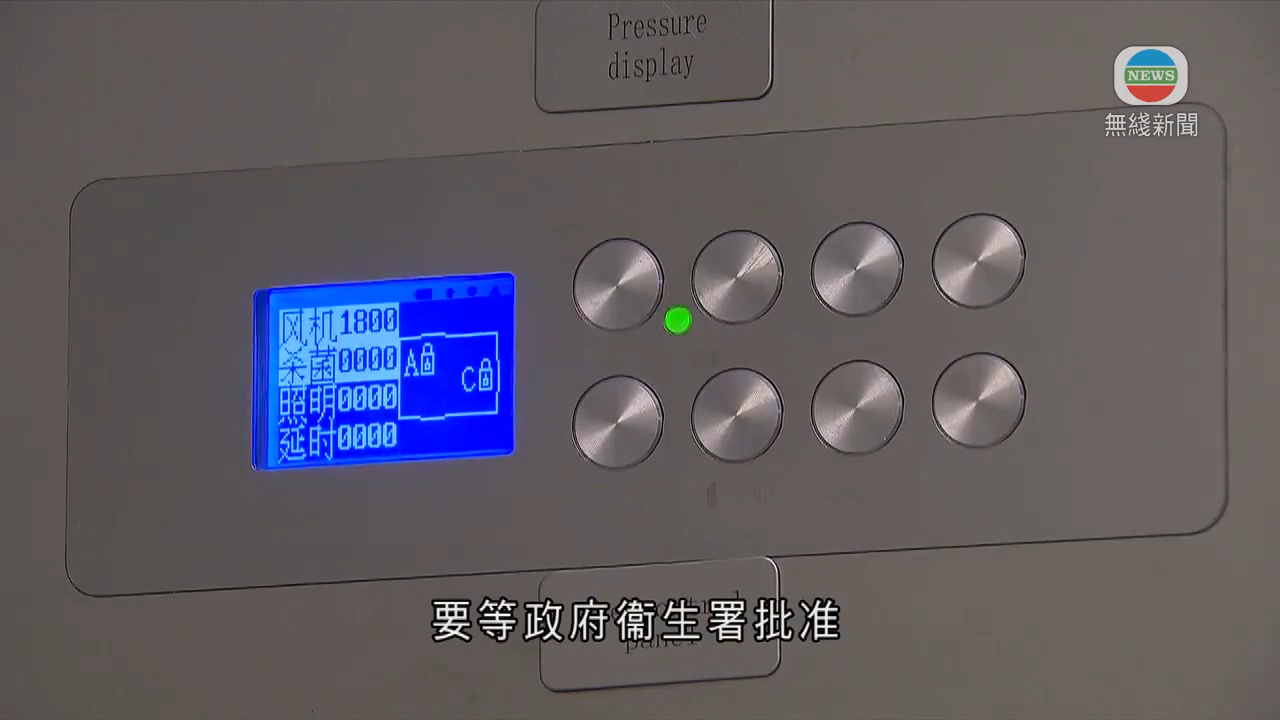 Pressure
display
NEWS
無綫新聞
风机1800
杀菌0000
照明0000
延时0000
A
C
要等政府衞生署批准
panel